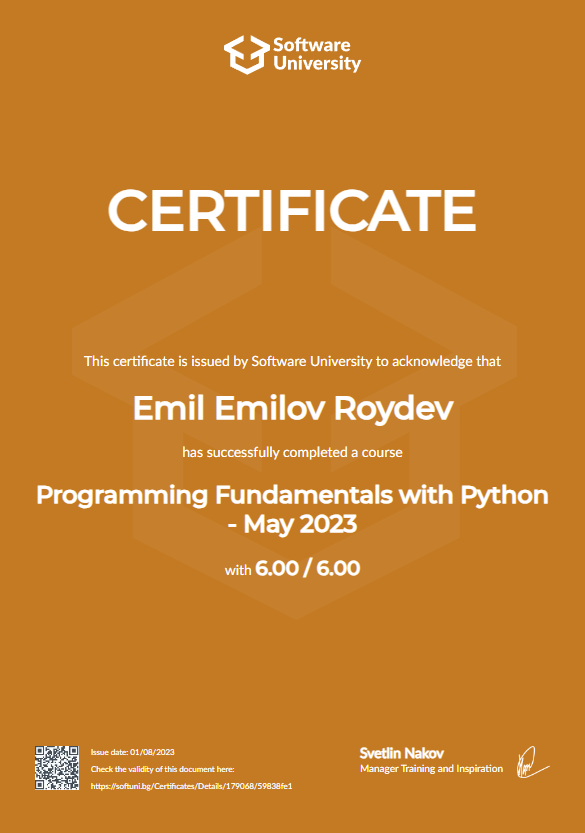 Software
University
CERTIFICATE
This certificate is issued by Software University to acknowledge that
Emil Emilov Roydev
has successfully completed a course
Programming Fundamentals with Python
- May 2023
with 6.00 / 6.00
Issue date: 01/08/2023
Check the validity of this document here:
https://softuni.bg/Certificates/Details/179068/59838fe1
Svetlin Nakov
Manager Training and Inspiration